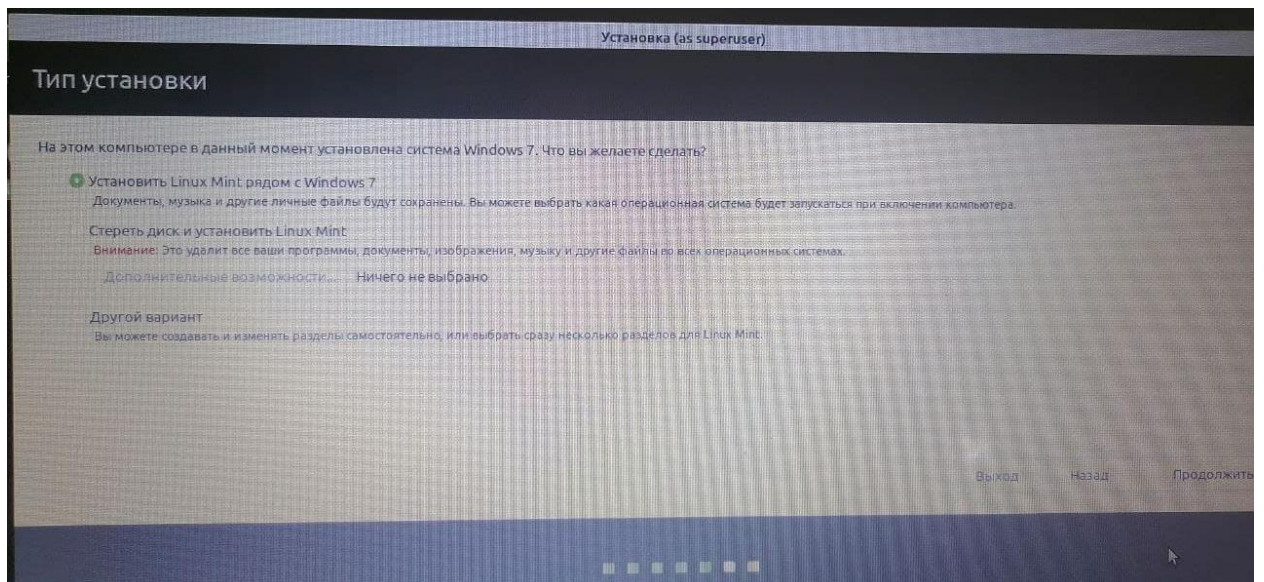 Установка (as superuser)
Тип установки
На этом компьютере в данный момент установлена система Windows 7. Что вы желаете сделать?
Установить Linux Mint рядом с Windows 7
Документы, музыка и другие личные файлы будут сохранены. Вы можете выбрать какая операционная система будет запускаться при включении компьютера.
Стереть диск и установить Linux Mint
Внимание: Это удалит все ваши программы, документы, изображения, музыку и другие файлы во всех операционных системах.
Дополнительные возможности... Ничего не выбрано
Другой вариант
Вы можете создавать и изменять разделы самостоятельно, или выбрать сразу несколько разделов для Linux Mint.
Выход Назад Продолжить